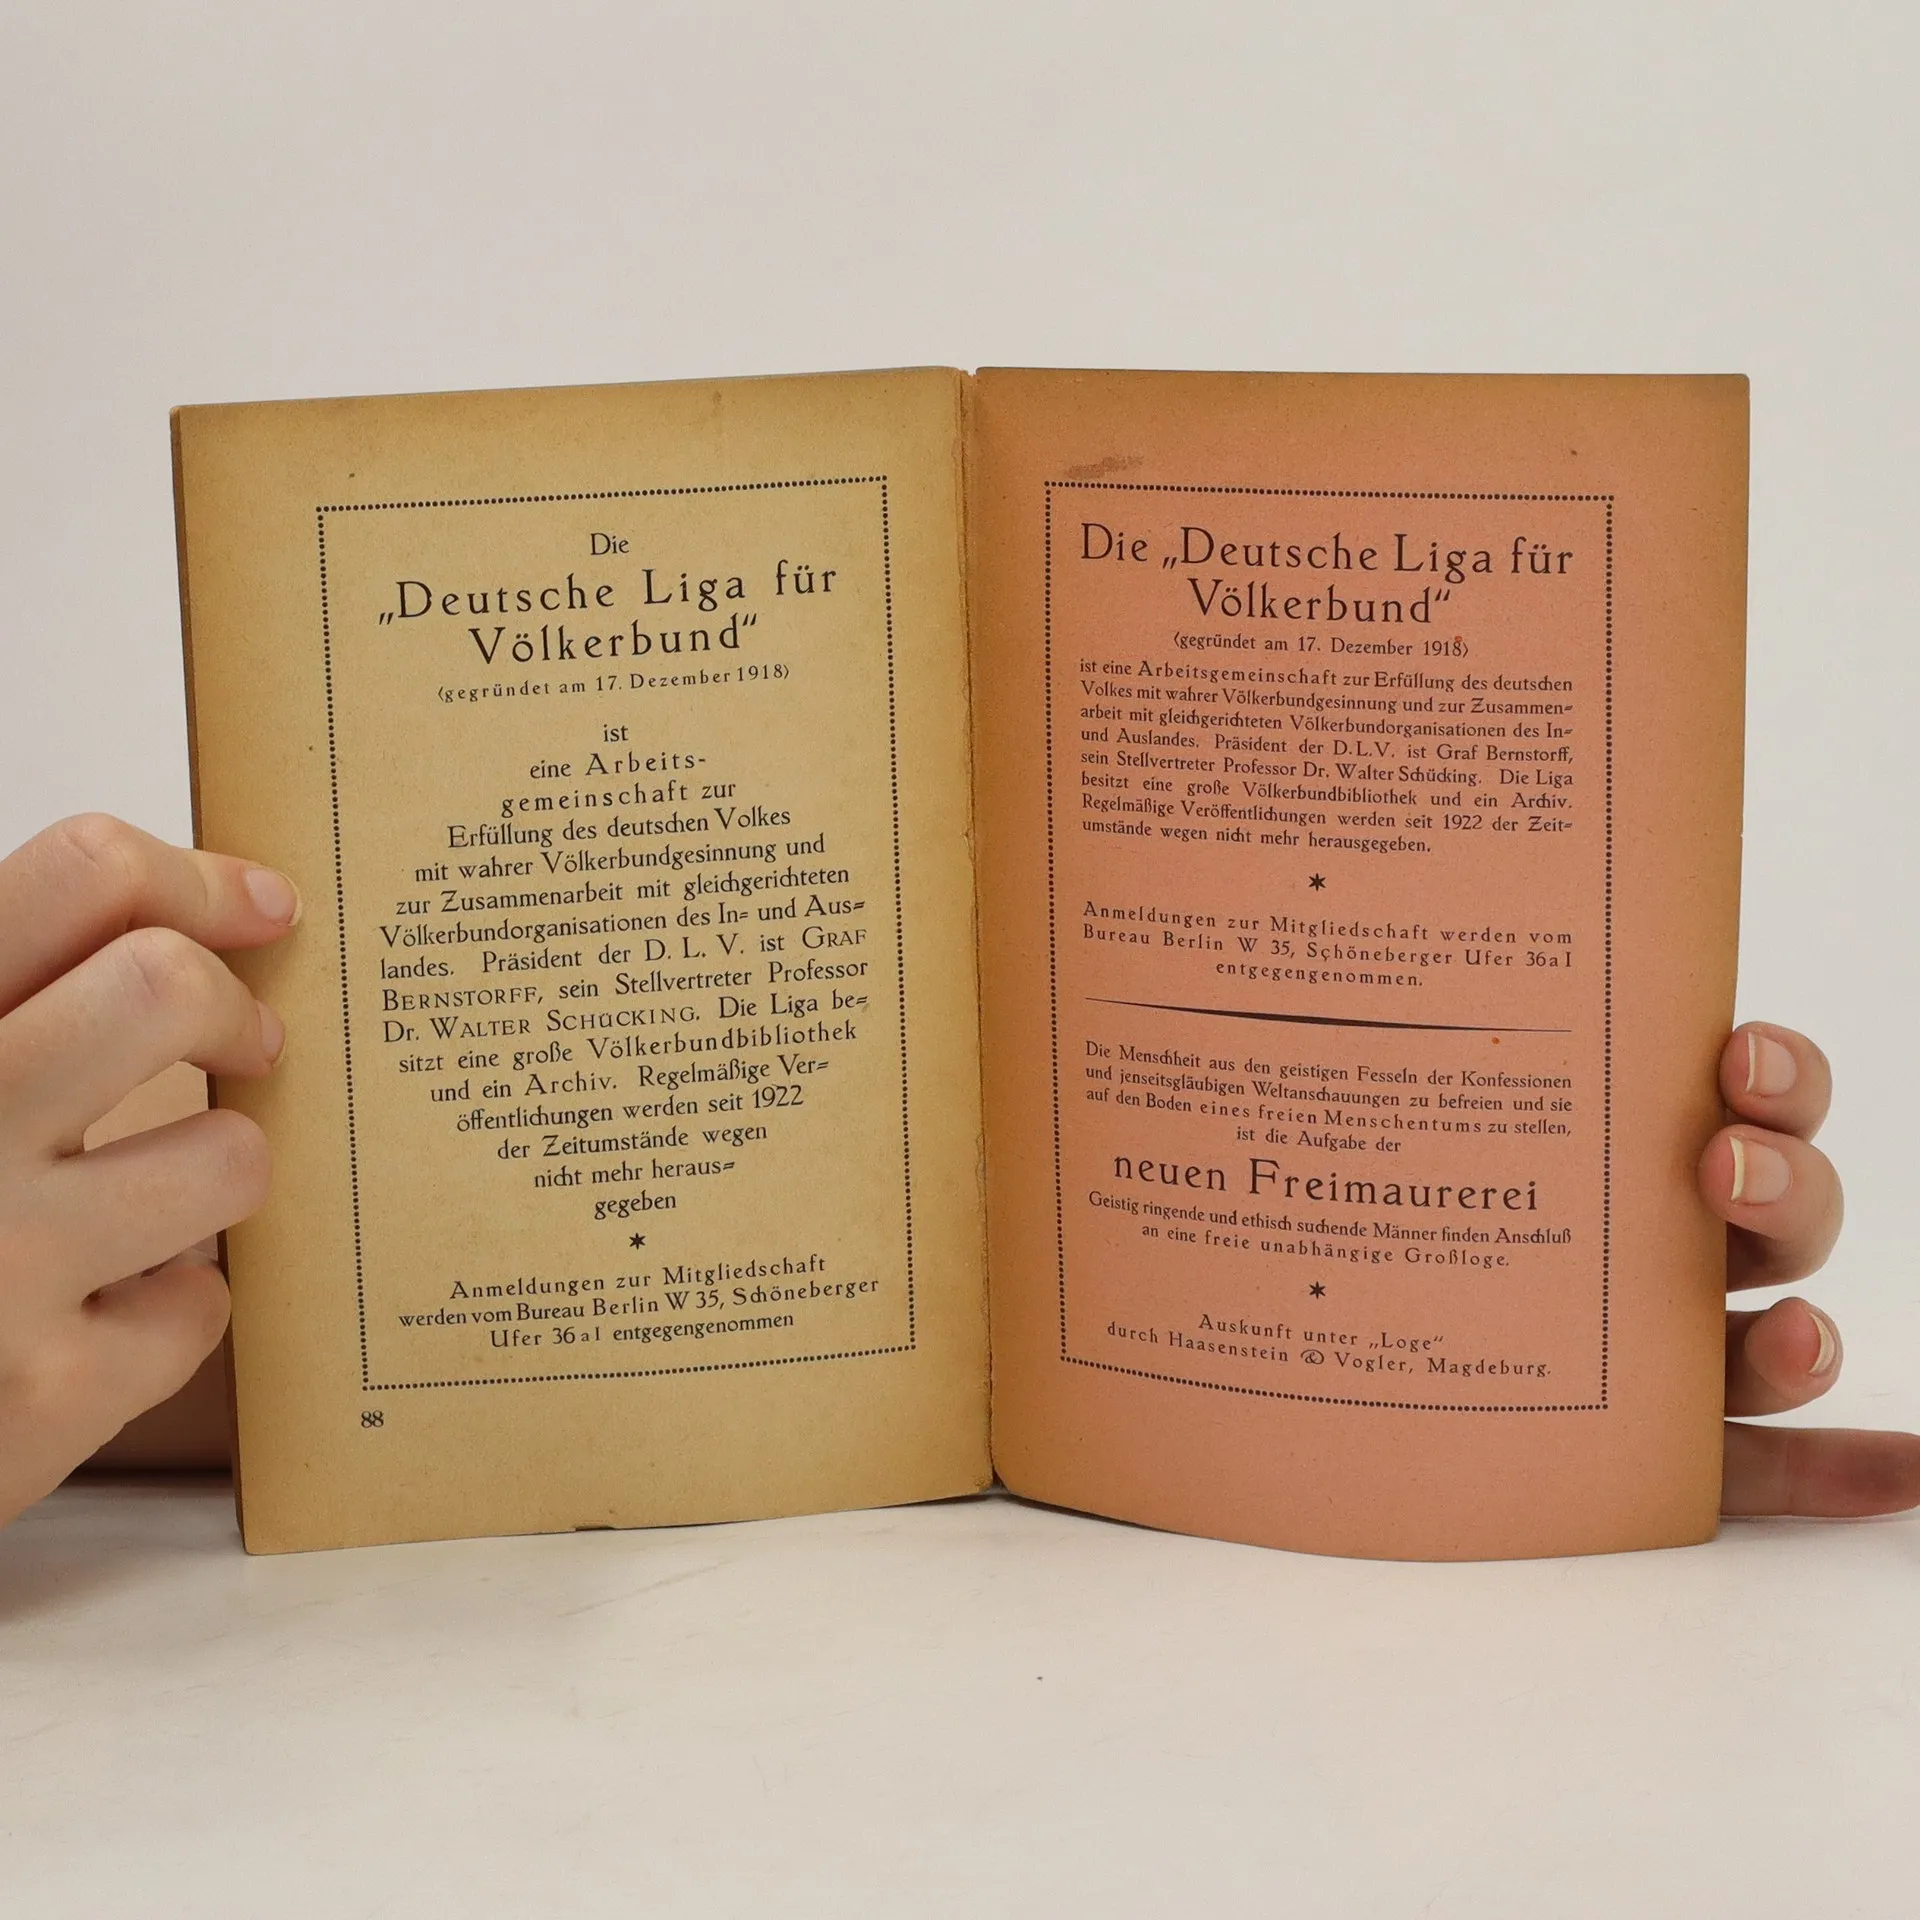 Die
„Deutsche Liga für
Völkerbund“
(gegründet am 17. Dezember 1918)
ist
eine Arbeits-
gemeinschaft zur
Erfüllung des deutschen Volkes
mit wahrer Völkerbundgesinnung und
zur Zusammenarbeit mit gleichgerichteten
Völkerbundorganisationen des In= und Aus=
landes. Präsident der D. L. V. ist GRAF
BERNSTORFF, sein Stellvertreter Professor
Dr. WALTER SCHÜCKING. Die Liga be=
sitzt eine große Völkerbundbibliothek
und ein Archiv. Regelmäßige Ver=
öffentlichungen werden seit 1922
der Zeitumstände wegen
nicht mehr heraus=
gegeben
*
Anmeldungen zur Mitgliedschaft
werden vom Bureau Berlin W 35, Schöneberger
Ufer 36 a I entgegengenommen
88
Die „Deutsche Liga für
Völkerbund“
(gegründet am 17. Dezember 1918)
ist eine Arbeitsgemeinschaft zur Erfüllung des deutschen
Volkes mit wahrer Völkerbundgesinnung und zur Zusammen=
arbeit mit gleichgerichteten Völkerbundorganisationen des In=
und Auslandes. Präsident der D.L.V. ist Graf Bernstorff,
sein Stellvertreter Professor Dr. Walter Schücking. Die Liga
besitzt eine große Völkerbundbibliothek und ein Archiv.
Regelmäßige Veröffentlichungen werden seit 1922 der Zeit=
umstände wegen nicht mehr herausgegeben.
*
Anmeldungen zur Mitgliedschaft werden vom
Bureau Berlin W 35, Schöneberger Ufer 36a I
entgegengenommen.
Die Menschheit aus den geistigen Fesseln der Konfessionen
und jenseitsgläubigen Weltanschauungen zu befreien und sie
auf den Boden eines freien Menschentums zu stellen,
ist die Aufgabe der
neuen Freimaurerei
Geistig ringende und ethisch suchende Männer finden Anschluß
an eine freie unabhängige Großloge.
*
Auskunft unter „Loge“
durch Haasenstein & Vogler, Magdeburg.